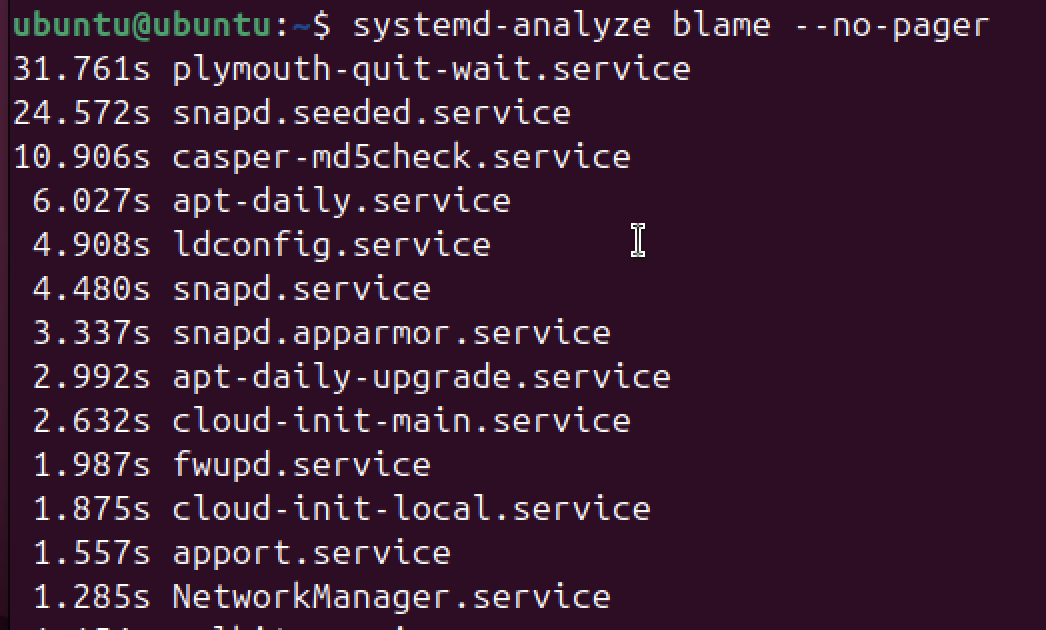 ubuntu@ubuntu:~$ systemd-analyze blame --no-pager
31.761s plymouth-quit-wait.service
24.572s snapd.seeded.service
10.906s casper-md5check.service
6.027s apt-daily.service
4.908s ldconfig.service
4.480s snapd.service
3.337s snapd.apparmor.service
2.992s apt-daily-upgrade.service
2.632s cloud-init-main.service
1.987s fwupd.service
1.875s cloud-init-local.service
1.557s apport.service
1.285s NetworkManager.service